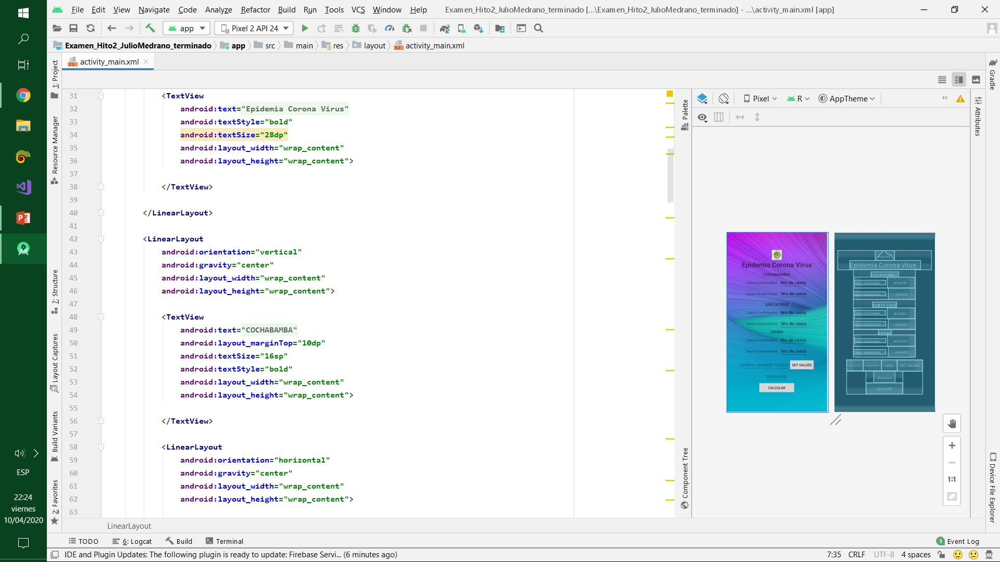 File Edit View Navigate Code Analyze Refactor Build Run Tools VCS Window Help Examen_Hito2_JulioMedrano_terminado [...\Examen_Hito2_JulioMedrano_terminado] - ...\activity_main.xml [app]
app Pixel 2 API 24
Examen_Hito2_JulioMedrano_terminado app src main res layout activity_main.xml
activity_main.xml
1: Project
Resource Manager
7: Structure
Layout Captures
Build Variants
2: Favorites
31 <TextView
32 android:text="Epidemia Corona Virus"
33 android:textStyle="bold"
34 android:textSize="28dp"
35 android:layout_width="wrap_content"
36 android:layout_height="wrap_content">
37
38 </TextView>
39
40 </LinearLayout>
41
42 <LinearLayout
43 android:orientation="vertical"
44 android:gravity="center"
45 android:layout_width="wrap_content"
46 android:layout_height="wrap_content">
47
48 <TextView
49 android:text="COCHABAMBA"
50 android:layout_marginTop="10dp"
51 android:textSize="16sp"
52 android:textStyle="bold"
53 android:layout_width="wrap_content"
54 android:layout_height="wrap_content">
55
56 </TextView>
57
58 <LinearLayout
59 android:orientation="horizontal"
60 android:gravity="center"
61 android:layout_width="wrap_content"
62 android:layout_height="wrap_content">
63
LinearLayout
Palette
Component Tree
Pixel R AppTheme
Epidemia Corona Virus
COCHABAMBA
Casos Confirmados Nro de casos
Casos Sospechosos Nro de casos
SANTA CRUZ
Casos Confirmados Nro de casos
Casos Sospechosos Nro de casos
ORURO
Casos Confirmados Nro de casos
Casos Sospechosos Nro de casos
confirm sospech Ciudad SET VALUES
Busqueda
CALCULAR
Epidemia Corona Virus
COCHABAMBA
Casos Confirmados
Casos Sospechosos
SANTA CRUZ
Casos Confirmados
Casos Sospechosos
ORURO
Casos Confirmados
Casos Sospechosos
etCity SET VALUES
CALCULAR
1:1
Gradle
Attributes
Device File Explorer
TODO 6: Logcat Build Terminal 1 Event Log
IDE and Plugin Updates: The following plugin is ready to update: Firebase Servi... (6 minutes ago) 7:35 CRLF UTF-8 4 spaces
ESP
22:24
viernes
10/04/2020